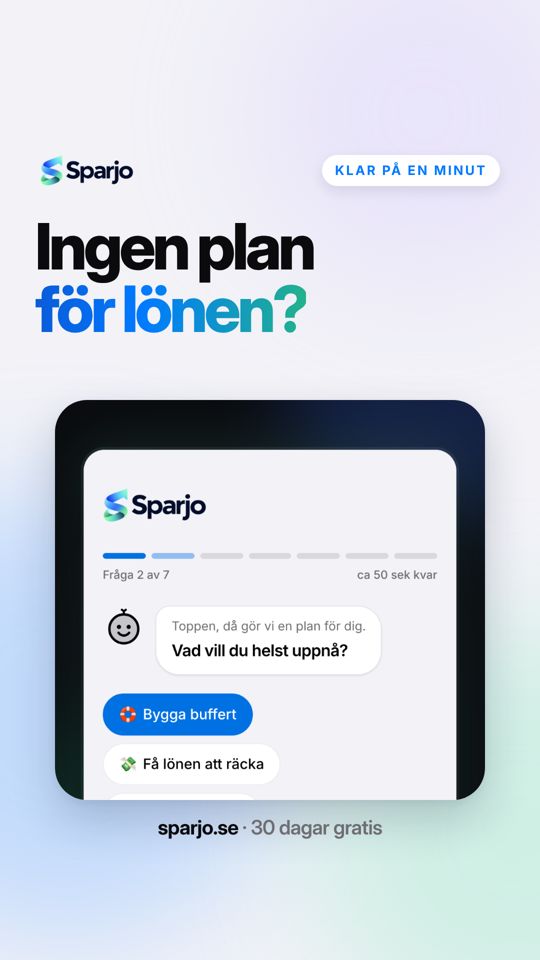 Sparjo
KLAR PÅ EN MINUT
Ingen plan
för lönen?
Sparjo
Fråga 2 av 7
ca 50 sek kvar
Toppen, då gör vi en plan för dig.
Vad vill du helst uppnå?
Bygga buffert
Få lönen att räcka
sparjo.se · 30 dagar gratis